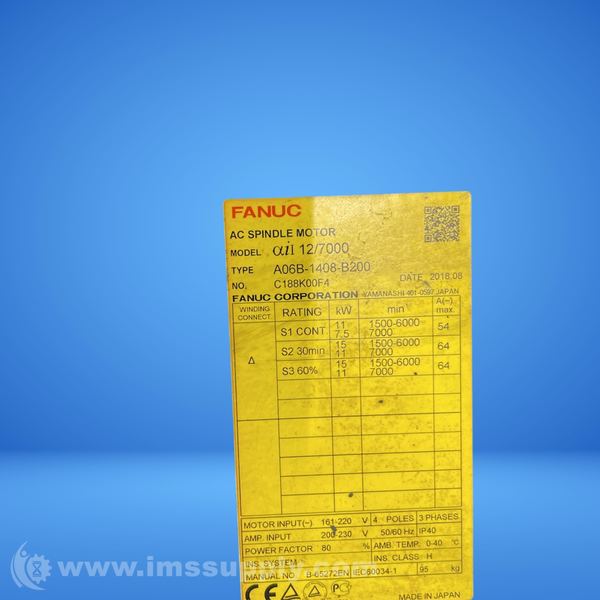 FANUC
AC SPINDLE MOTOR
MODEL αiI 12/7000
TYPE A06B-1408-B200
NO. C188K00F4 DATE 2018.08
FANUC CORPORATION YAMANASHI 401-0597 JAPAN
WINDING CONNECT. RATING kW min A(~) max.
Δ
S1 CONT. 11 1500-6000 54
7.5 7000
S2 30min 15 1500-6000 64
11 7000
S3 60% 15 1500-6000 64
11 7000
MOTOR INPUT(~) 161-220 V 4 POLES 3 PHASES
AMP. INPUT 200-230 V 50/60 Hz IP40
POWER FACTOR 80 % AMB. TEMP. 0-40 °C
INS. SYSTEM INS. CLASS H
MANUAL NO. B-65272EN IEC60034-1 95 kg
CE MADE IN JAPAN
www.imssupply.com